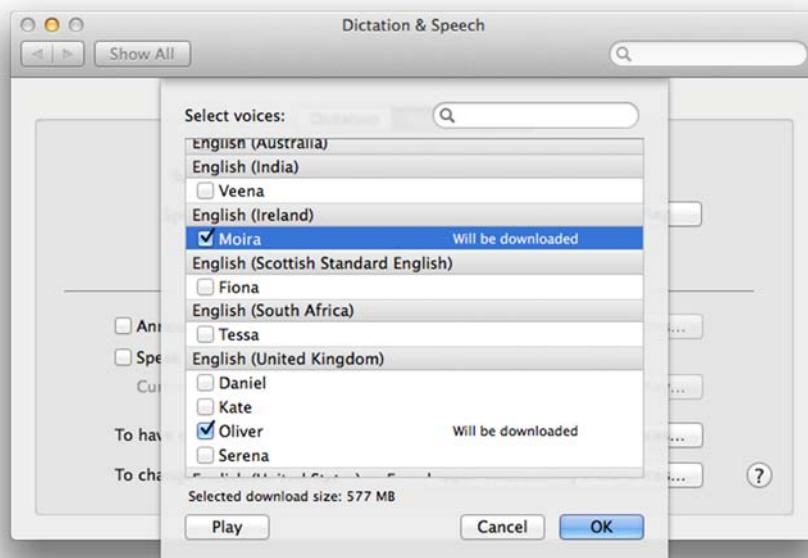 Dictation & Speech
Show All
Select voices:
English (Australia)
English (India)
Veena
English (Ireland)
Moira Will be downloaded
English (Scottish Standard English)
Fiona
English (South Africa)
Tessa
English (United Kingdom)
Daniel
Kate
Oliver Will be downloaded
Serena
Selected download size: 577 MB
Play Cancel OK
To
To
?